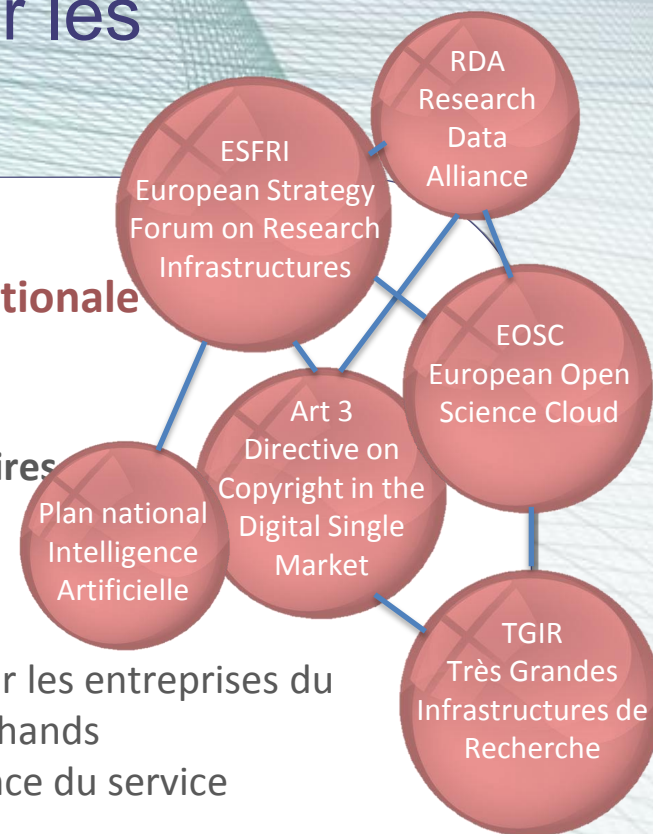 r les
RDA
Research
Data
Alliance
ESFRI
European Strategy
Forum on Research
Infrastructures
tionale
EOSC
European Open
Science Cloud
Art 3
Directive on
Copyright in the
Digital Single
Market
ires
Plan national
Intelligence
Artificielle
TGIR
Très Grandes
Infrastructures de
Recherche
r les entreprises du
hands
ce du service